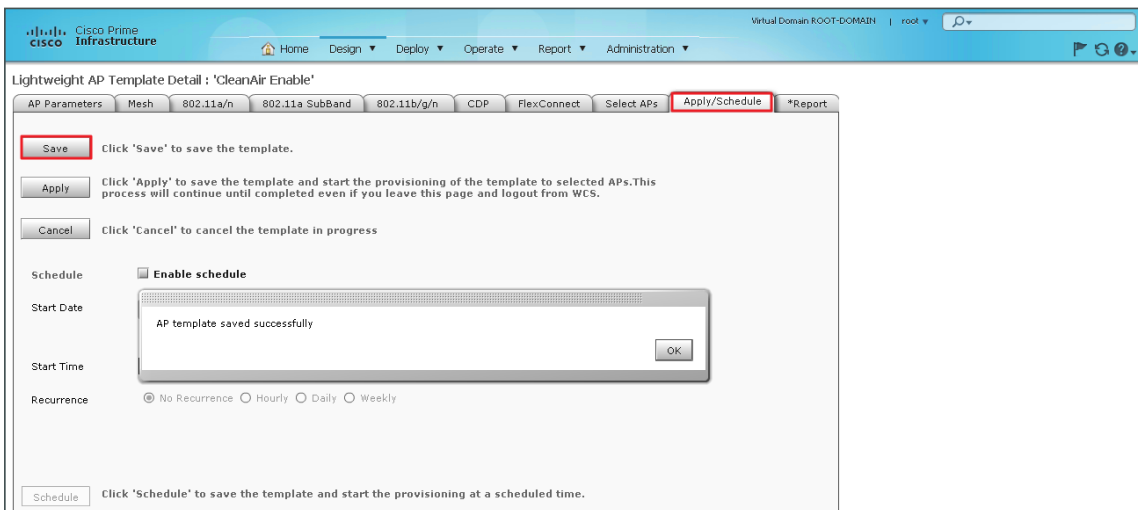 Virtual Domain ROOT-DOMAIN | root
cisco Cisco Prime Infrastructure
Home Design Deploy Operate Report Administration
Lightweight AP Template Detail : 'CleanAir Enable'
AP Parameters Mesh 802.11a/n 802.11a SubBand 802.11b/g/n CDP FlexConnect Select APs Apply/Schedule *Report
Save Click 'Save' to save the template.
Apply Click 'Apply' to save the template and start the provisioning of the template to selected APs.This
process will continue until completed even if you leave this page and logout from WCS.
Cancel Click 'Cancel' to cancel the template in progress
Schedule Enable schedule
Start Date
AP template saved successfully
OK
Start Time
Recurrence No Recurrence Hourly Daily Weekly
Schedule Click 'Schedule' to save the template and start the provisioning at a scheduled time.